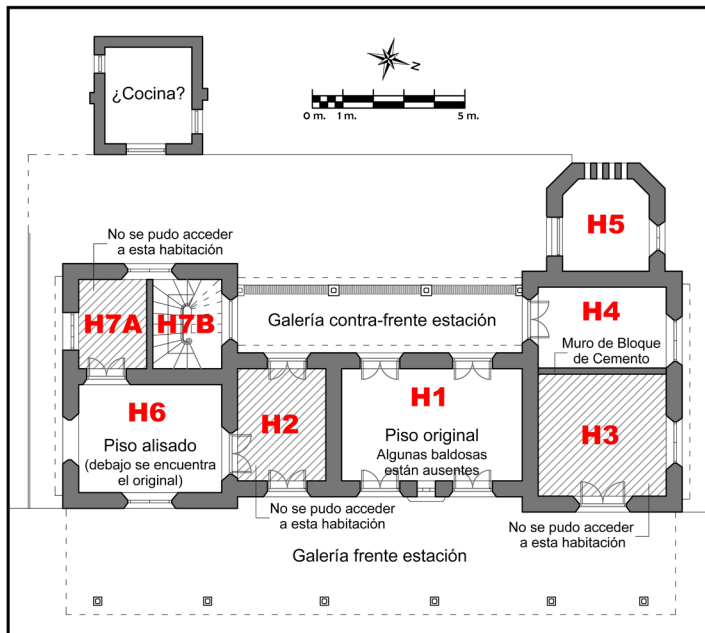 ¿Cocina?
N
0 m. 1 m. 5 m.
No se pudo acceder
a esta habitación
H5
H7A
H7B
Galería contra-frente estación
H4
Muro de Bloque
de Cemento
H6
Piso alisado
(debajo se encuentra
el original)
H2
H1
Piso original
Algunas baldosas
están ausentes
H3
No se pudo acceder
a esta habitación
No se pudo acceder
a esta habitación
Galería frente estación